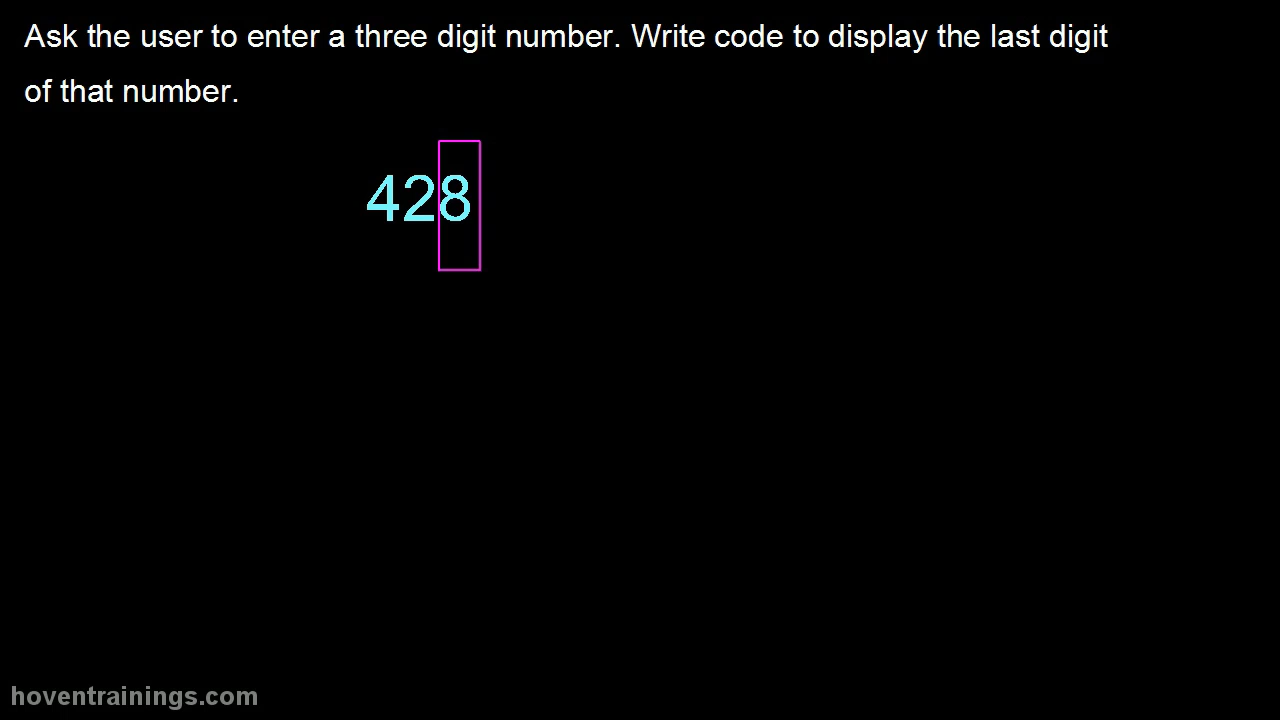 Ask the user to enter a three digit number. Write code to display the last digit
of that number.
428
hoventrainings.com